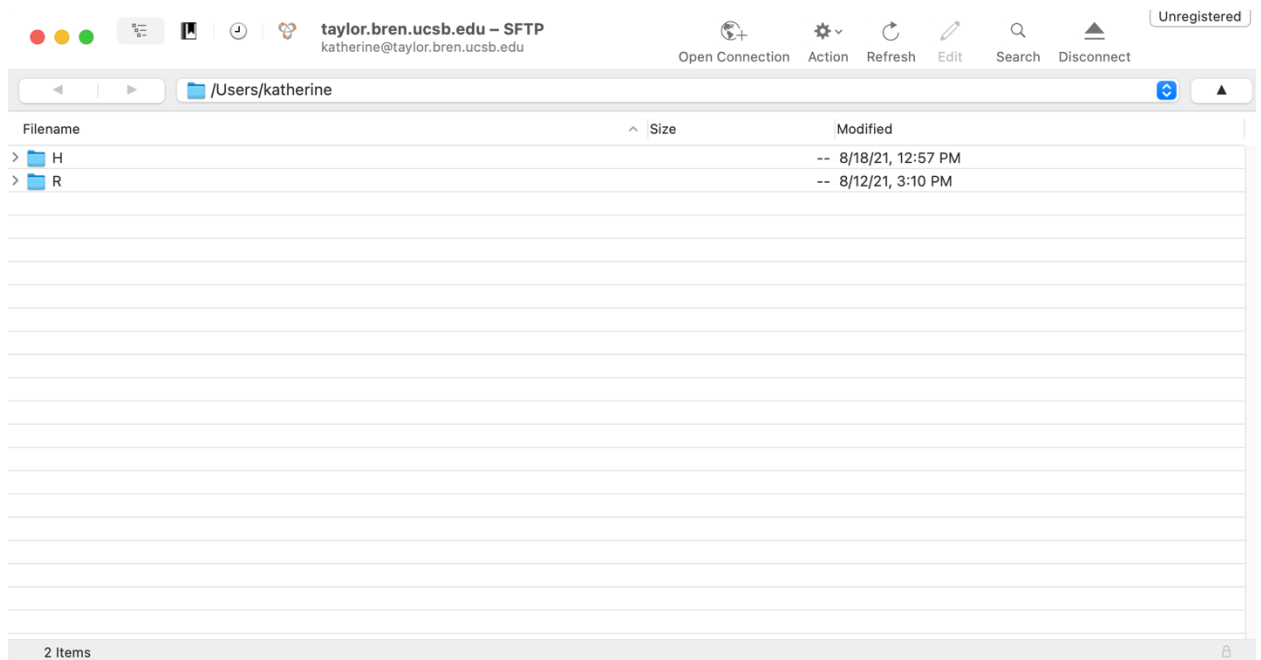 taylor.bren.ucsb.edu – SFTP
katherine@taylor.bren.ucsb.edu
Open Connection Action Refresh Edit Search Disconnect
Unregistered
/Users/katherine
Filename Size Modified
H -- 8/18/21, 12:57 PM
R -- 8/12/21, 3:10 PM
2 Items